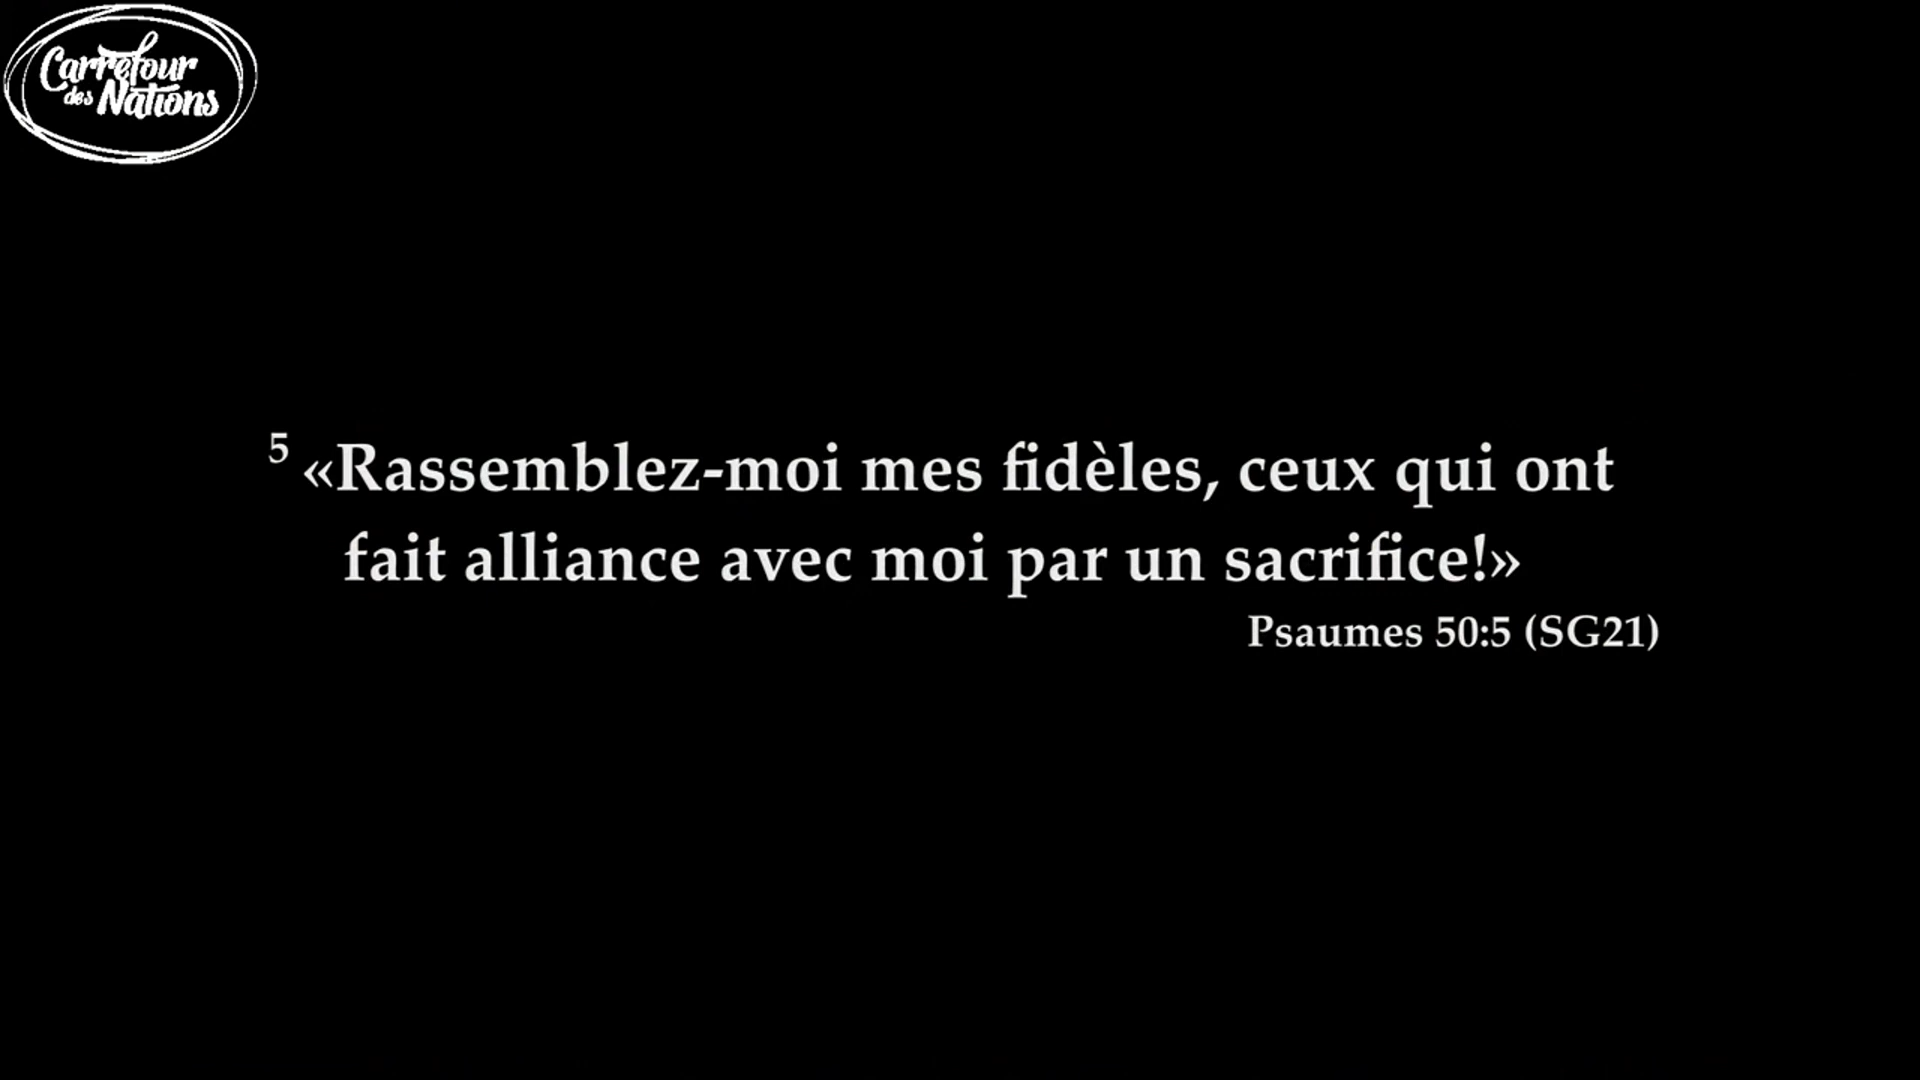 Carrefour
des Nations
5 «Rassemblez-moi mes fidèles, ceux qui ont
fait alliance avec moi par un sacrifice!»
Psaumes 50:5 (SG21)